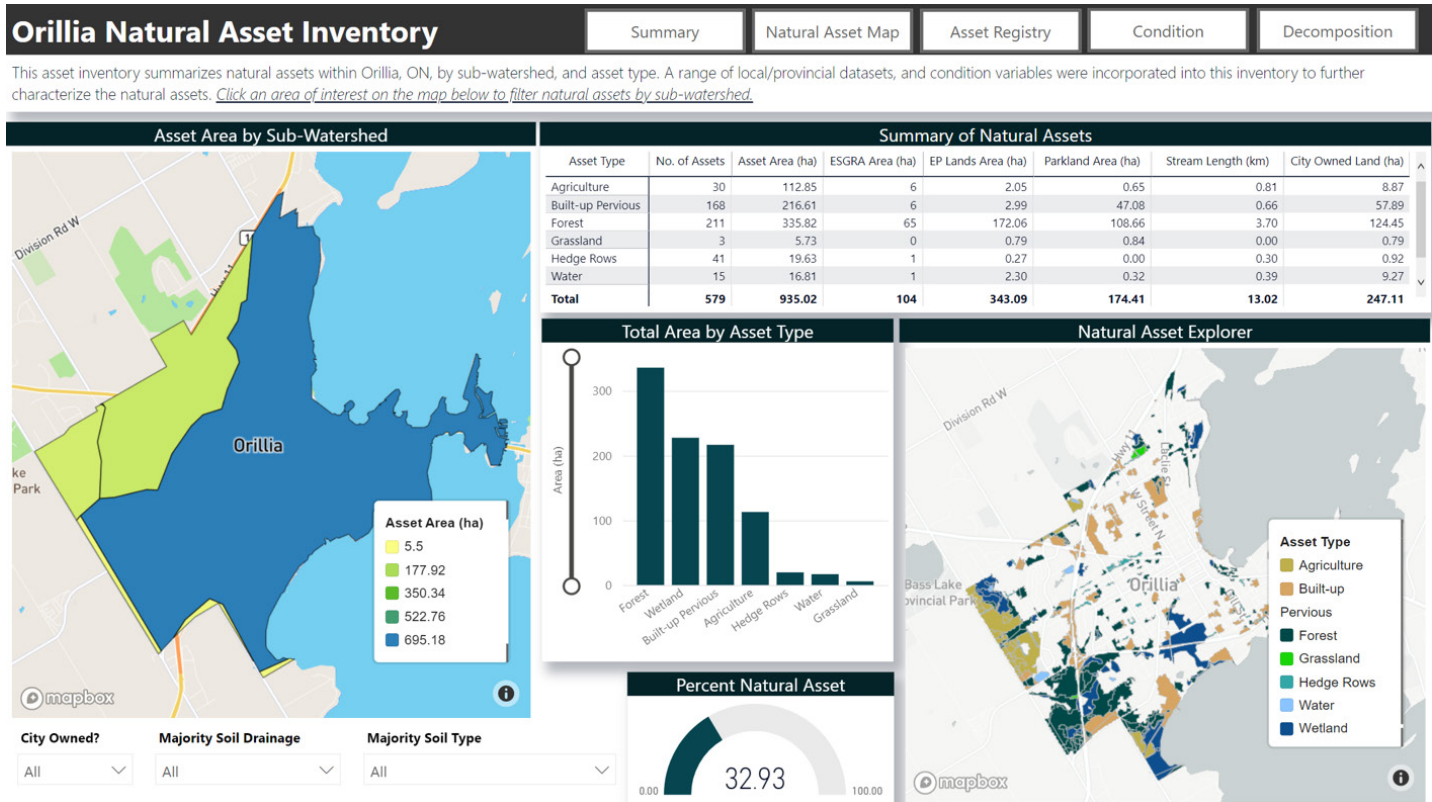 Orillia Natural Asset Inventory
Summary
Natural Asset Map
Asset Registry
Condition
Decomposition
This asset inventory summarizes natural assets within Orillia, ON, by sub-watershed, and asset type. A range of local/provincial datasets, and condition variables were incorporated into this inventory to further
characterize the natural assets. Click an area of interest on the map below to filter natural assets by sub-watershed.
Asset Area by Sub-Watershed
Division Rd W
Orillia
Park
Asset Area (ha)
5.5
177.92
350.34
522.76
695.18
mapbox
City Owned?
Majority Soil Drainage
Majority Soil Type
All
All
All
Summary of Natural Assets
Asset Type No. of Assets Asset Area (ha) ESGRA Area (ha) EP Lands Area (ha) Parkland Area (ha) Stream Length (km) City Owned Land (ha)
Agriculture 30 112.85 6 2.05 0.65 0.81 8.87
Built-up Pervious 168 216.61 6 2.99 47.08 0.66 57.89
Forest 211 335.82 65 172.06 108.66 3.70 124.45
Grassland 3 5.73 0 0.79 0.84 0.00 0.79
Hedge Rows 41 19.63 1 0.27 0.00 0.30 0.92
Water 15 16.81 1 2.30 0.32 0.39 9.27
Total 579 935.02 104 343.09 174.41 13.02 247.11
Total Area by Asset Type
Area (ha)
300
200
100
0
Forest
Wetland
Built-up Pervious
Agriculture
Hedge Rows
Water
Grassland
Percent Natural Asset
32.93
0.00
100.00
Natural Asset Explorer
Division Rd W
Hwy 11
Laclie St
W Street N
Orillia
Bass Lake
ovincial Park
Asset Type
Agriculture
Built-up
Pervious
Forest
Grassland
Hedge Rows
Water
Wetland
mapbox